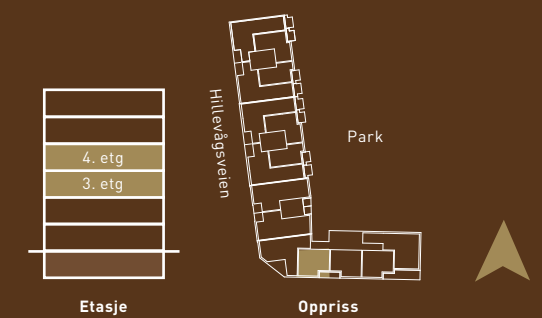 Hillevågsveien
Park
4. etg
3. etg
Etasje
Oppriss